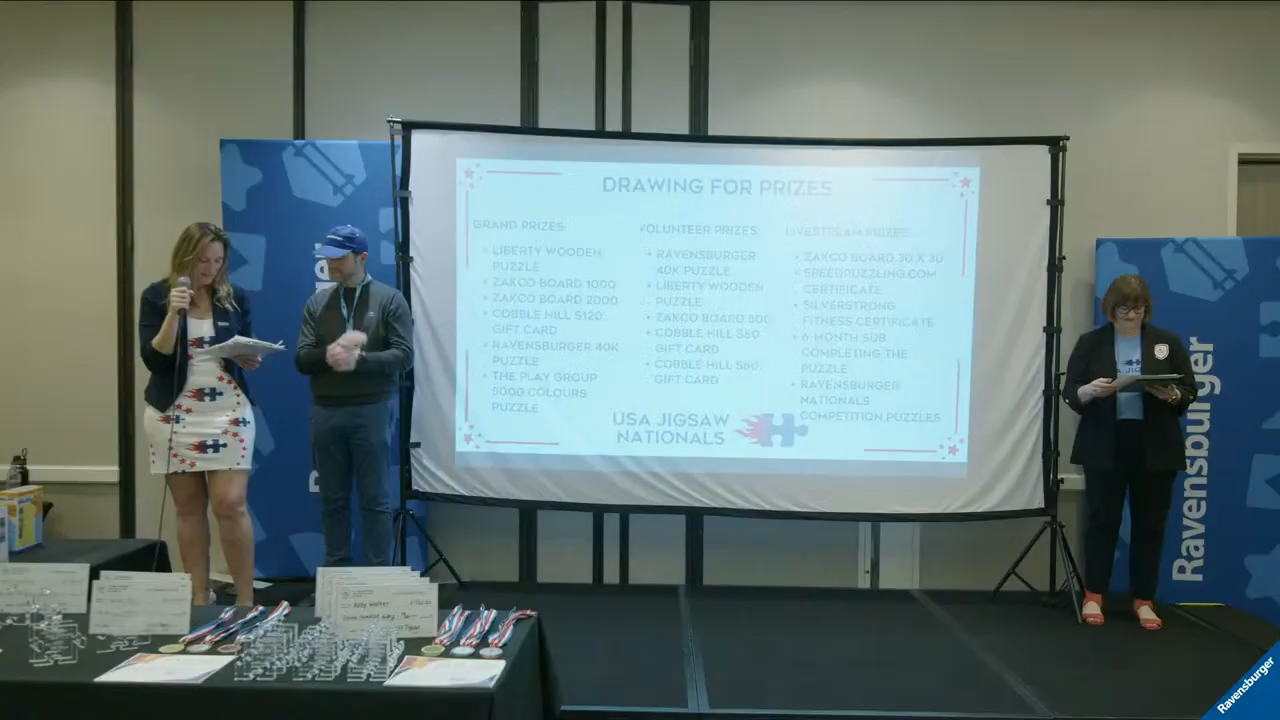 DRAWING FOR PRIZES
GRAND PRIZES
LIBERTY WOODEN
PUZZLE
ZAKCO BOARD 1000
ZAKCO BOARD 2000
COBBLE HILL $120
GIFT CARD
RAVENSBURGER 40K
PUZZLE
THE PLAY GROUP
5000 COLOURS
PUZZLE
VOLUNTEER PRIZES
RAVENSBURGER
40K PUZZLE
LIBERTY WOODEN
PUZZLE
ZAKCO BOARD 500
COBBLE HILL $60
GIFT CARD
COBBLE HILL $60
GIFT CARD
LIVESTREAM PRIZES
ZAKCO BOARD 30 X 30
SPEEDPUZZLING.COM
CERTIFICATE
SILVERSTRONG
FITNESS CERTIFICATE
6-MONTH SUB
COMPLETING THE
PUZZLE
RAVENSBURGER
NATIONALS
COMPETITION PUZZLES
USA JIGSAW
NATIONALS
Ravensburger
Ravensburger